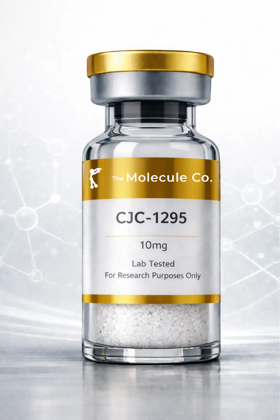 The Molecule Co.
CJC-1295
10mg
Lab Tested
For Research Purposes Only